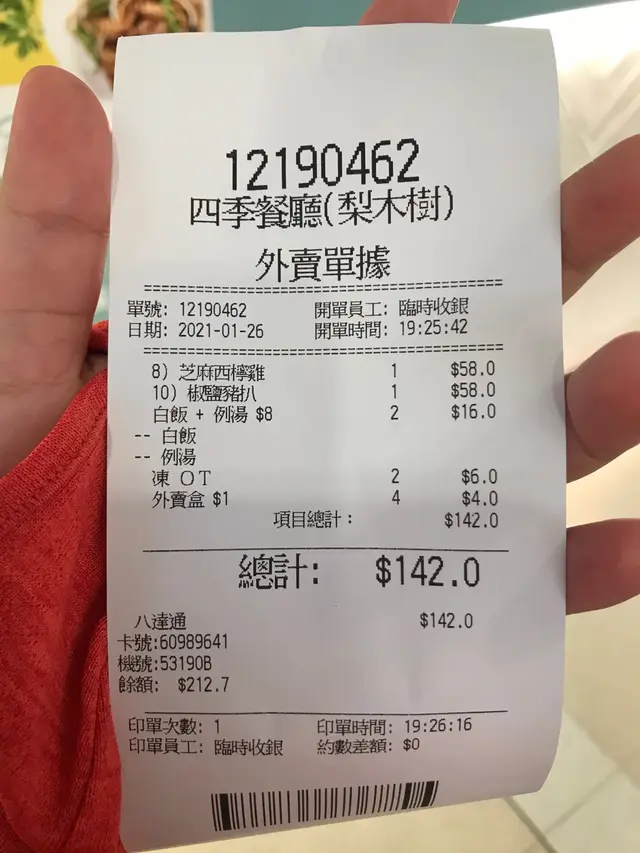 12190462
四季餐廳(梨木樹)
外賣單據
單號: 12190462 開單員工: 臨時收銀
日期: 2021-01-26 開單時間: 19:25:42
8) 芝麻西檸雞 1 $58.0
10) 椒鹽豬扒 1 $58.0
白飯 + 例湯 $8 2 $16.0
-- 白飯
-- 例湯
凍 OT 2 $6.0
外賣盒 $1 4 $4.0
項目總計: $142.0
總計: $142.0
八達通 $142.0
卡號:60989641
機號:53190B
餘額: $212.7
印單次數: 1 印單時間: 19:26:16
印單員工: 臨時收銀 約數差額: $0